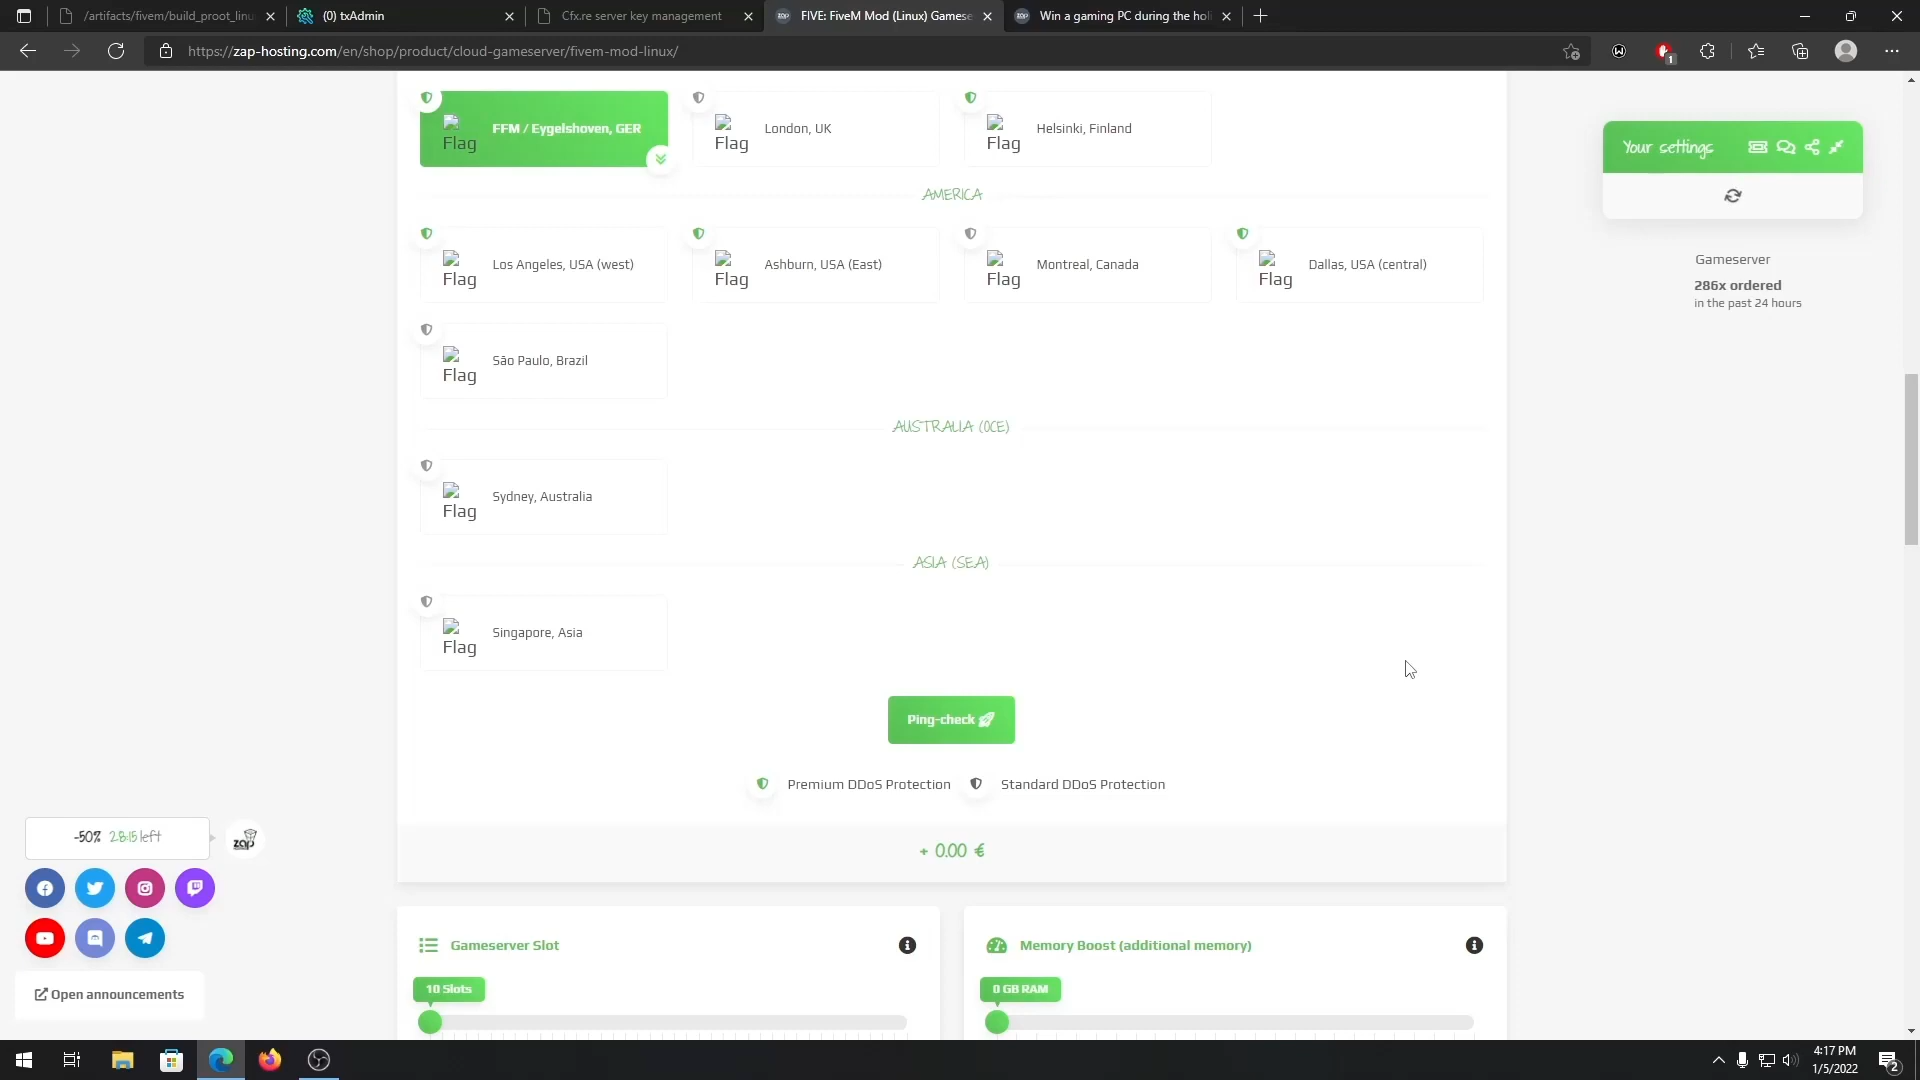 /artifacts/fivem/build_proot_linu
(0) txAdmin
Cfx.re server key management
FIVE: FiveM Mod (Linux) Gamese
Win a gaming PC during the holi
https://zap-hosting.com/en/shop/product/cloud-gameserver/fivem-mod-linux/
1
Flag
FFM / Eygelshoven, GER
Flag
London, UK
Flag
Helsinki, Finland
Your settings
AMERICA
Flag
Los Angeles, USA (west)
Flag
Ashburn, USA (East)
Flag
Montreal, Canada
Flag
Dallas, USA (central)
Gameserver
286x ordered
in the past 24 hours
Flag
São Paulo, Brazil
AUSTRALIA (OCE)
Flag
Sydney, Australia
ASIA (SEA)
Flag
Singapore, Asia
Ping-check
Premium DDoS Protection
Standard DDoS Protection
-50% 28:15 left
zap
+ 0.00 €
Gameserver Slot
Memory Boost (additional memory)
10 Slots
0 GB RAM
Open announcements
4:17 PM
1/5/2022
2